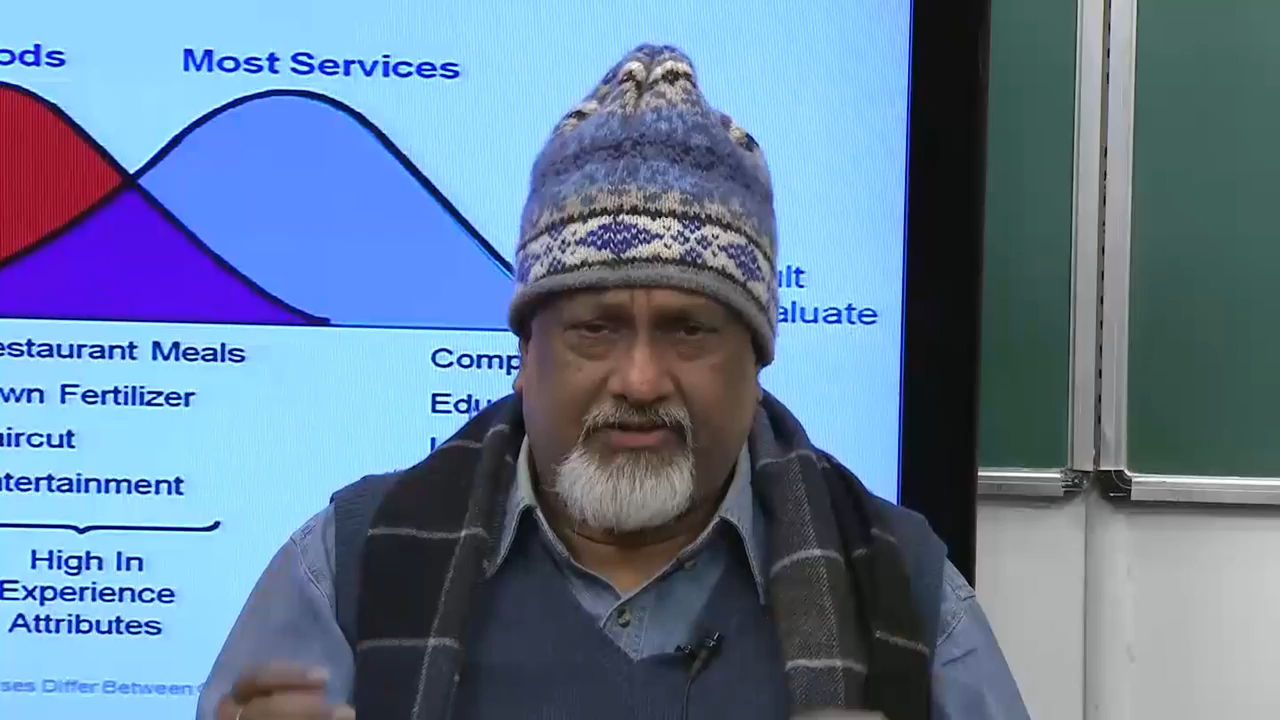 ods
Most Services
ult
aluate
estaurant Meals
Comp
wn Fertilizer
Edu
aircut
ntertainment
High In
Experience
Attributes
ses Differ Between